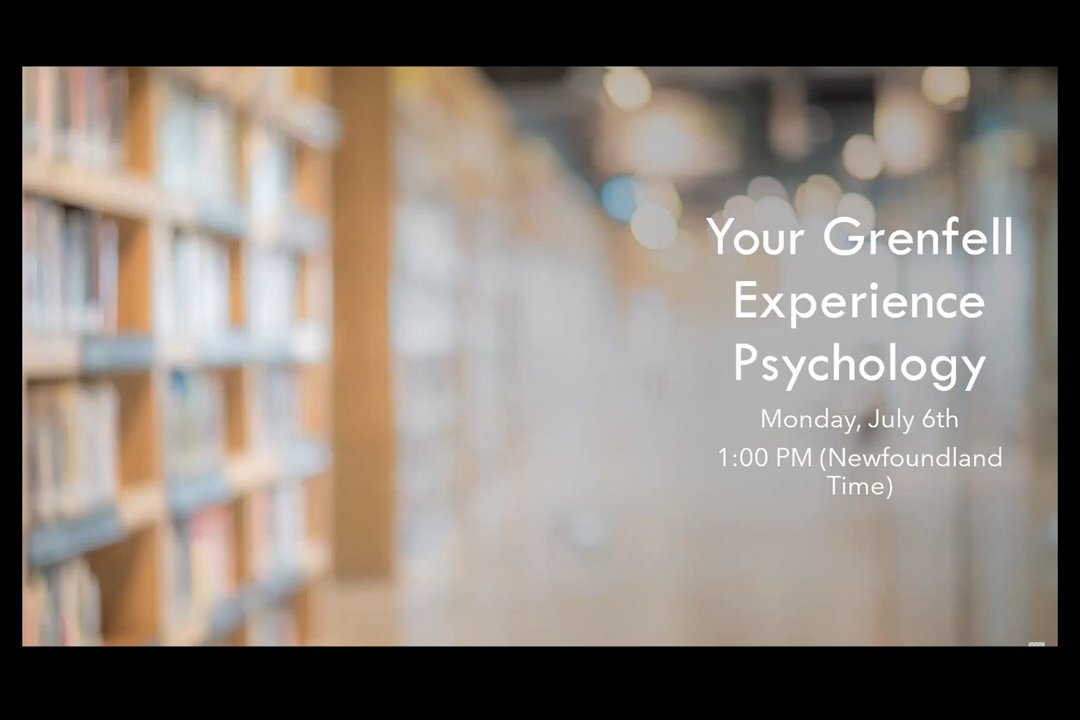 Your Grenfell
Experience
Psychology
Monday, July 6th
1:00 PM (Newfoundland
Time)